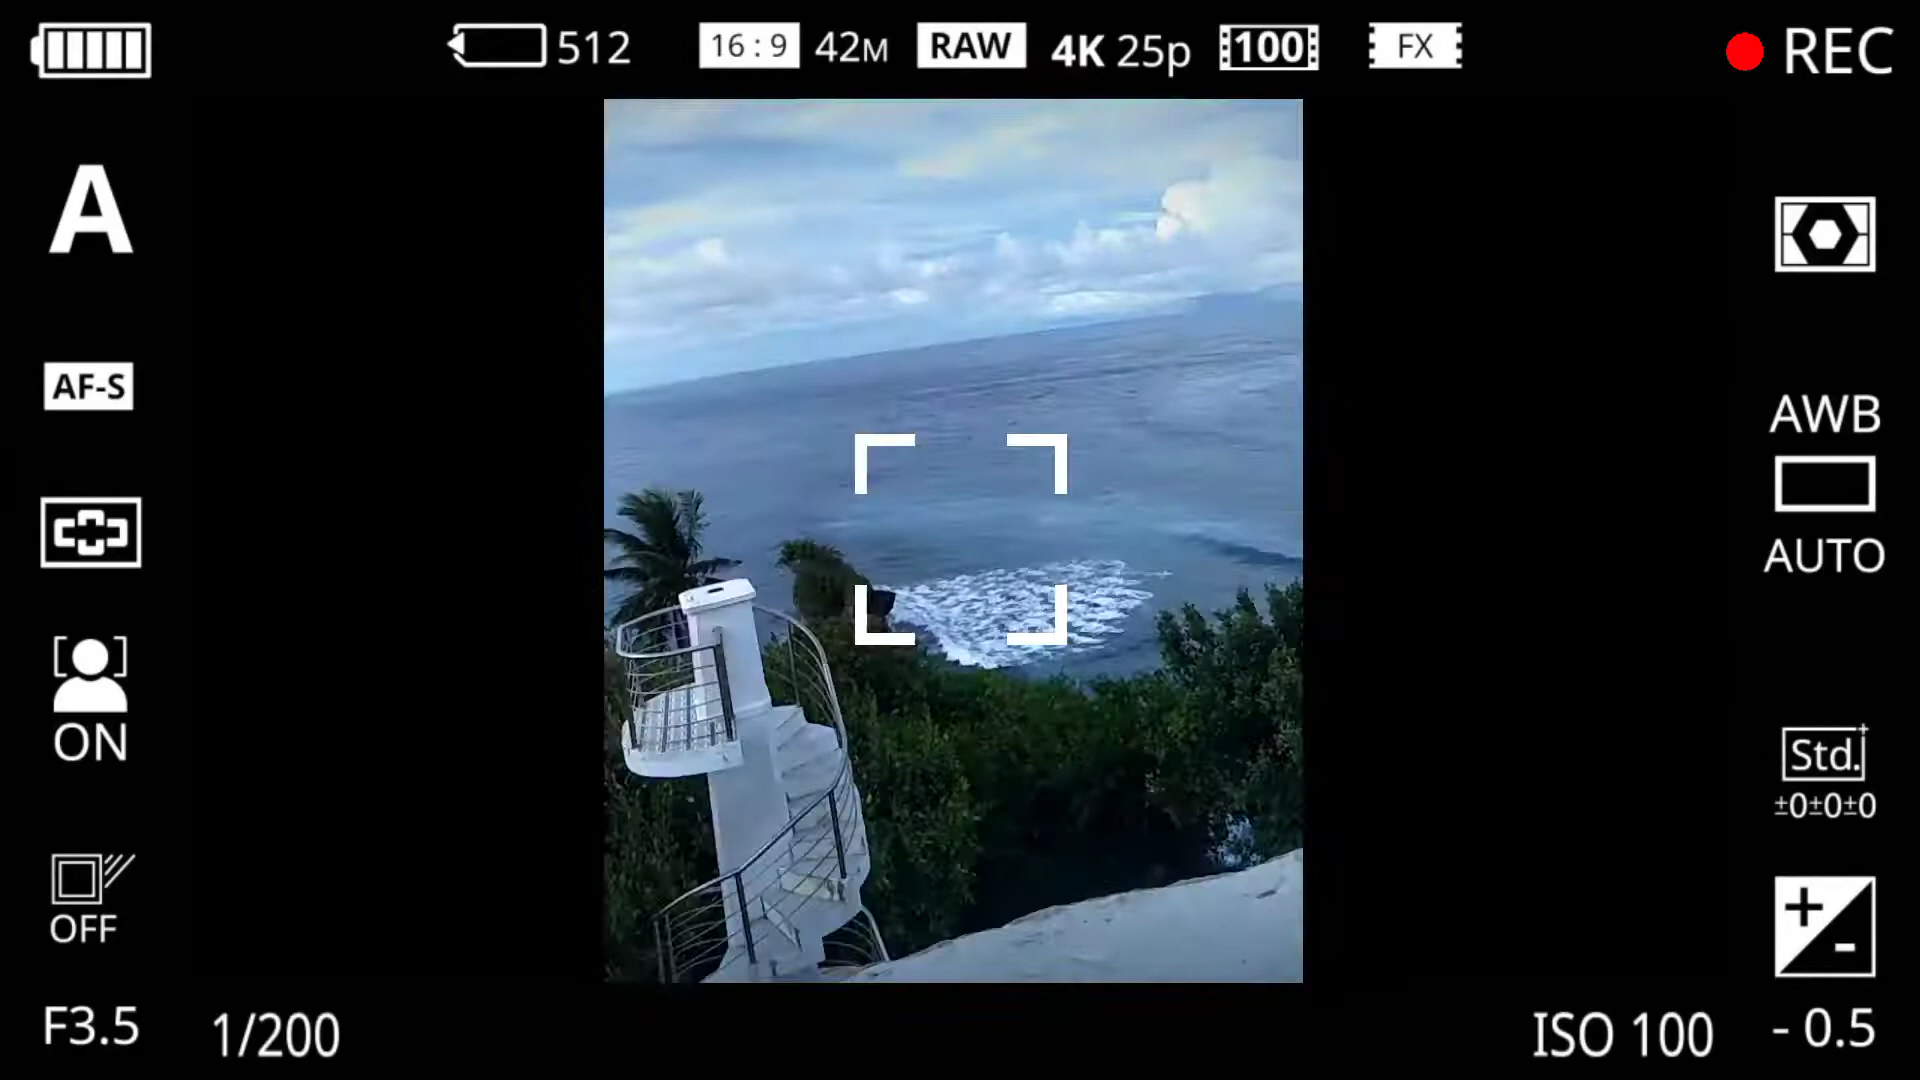 512 16:9 42M RAW 4K 25p 100 FX REC
A
AF-S
AWB
AUTO
ON
Std.+
±0±0±0
OFF
F3.5 1/200 ISO 100 - 0.5